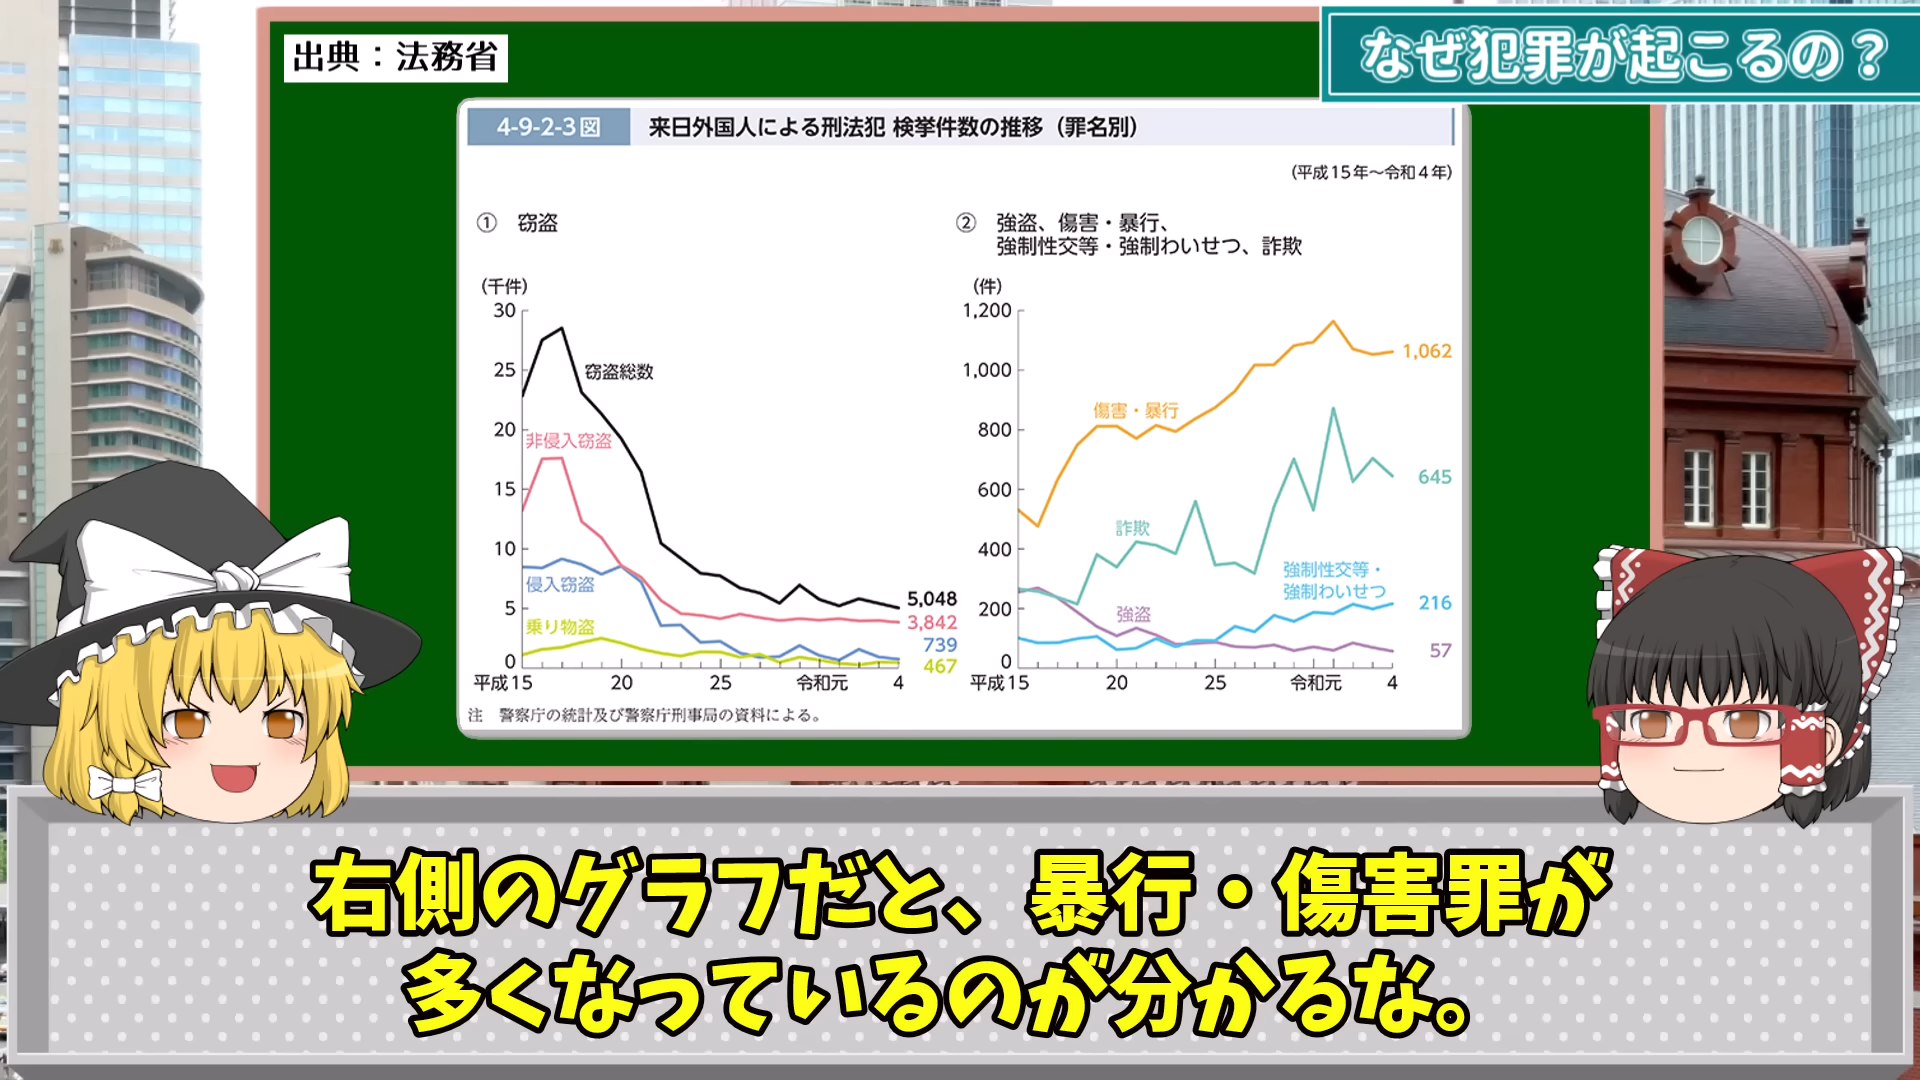 出典：法務省
なぜ犯罪が起こるの？
4-9-2-3図 来日外国人による刑法犯 検挙件数の推移（罪名別）
（平成15年～令和4年）
① 窃盗
（千件）
30
25
20
15
10
5
0
窃盗総数
非侵入窃盗
侵入窃盗
乗り物盗
5,048
3,842
739
467
平成15 20 25 令和元 4
② 強盗、傷害・暴行、
強制性交等・強制わいせつ、詐欺
（件）
1,200
1,000
800
600
400
200
0
傷害・暴行
詐欺
強制性交等・
強制わいせつ
強盗
1,062
645
216
57
平成15 20 25 令和元 4
注 警察庁の統計及び警察庁刑事局の資料による。
右側のグラフだと、暴行・傷害罪が
多くなっているのが分かるな。